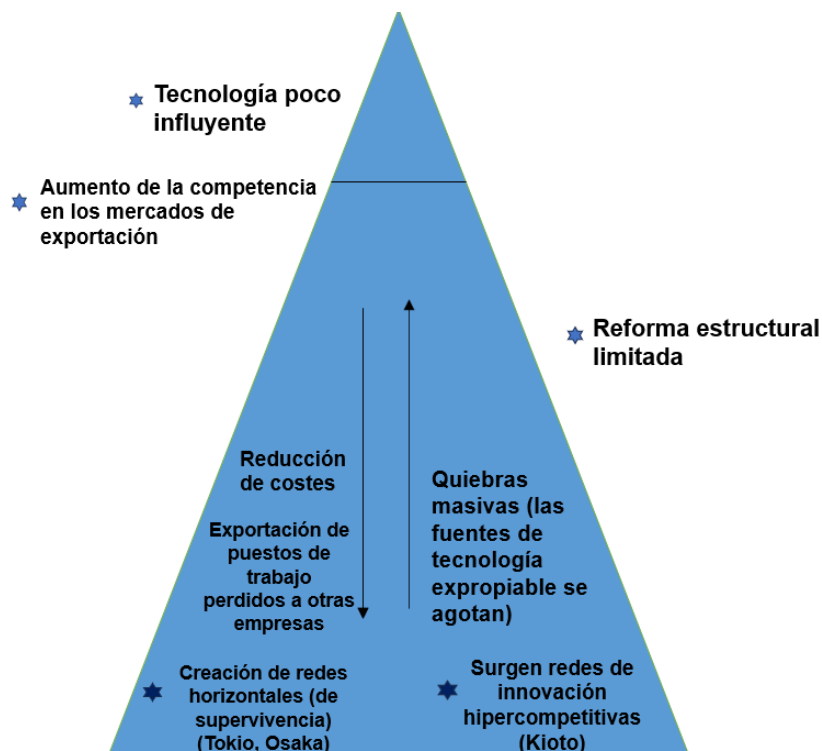 Tecnología poco
influyente
Aumento de la competencia
en los mercados de
exportación
Reforma estructural
limitada
Reducción
de costes
Exportación de
puestos de
trabajo
perdidos a otras
empresas
Quiebras
masivas (las
fuentes de
tecnología
expropiable se
agotan)
Creación de redes
horizontales (de
supervivencia)
(Tokio, Osaka)
Surgen redes de
innovación
hipercompetitivas
(Kioto)